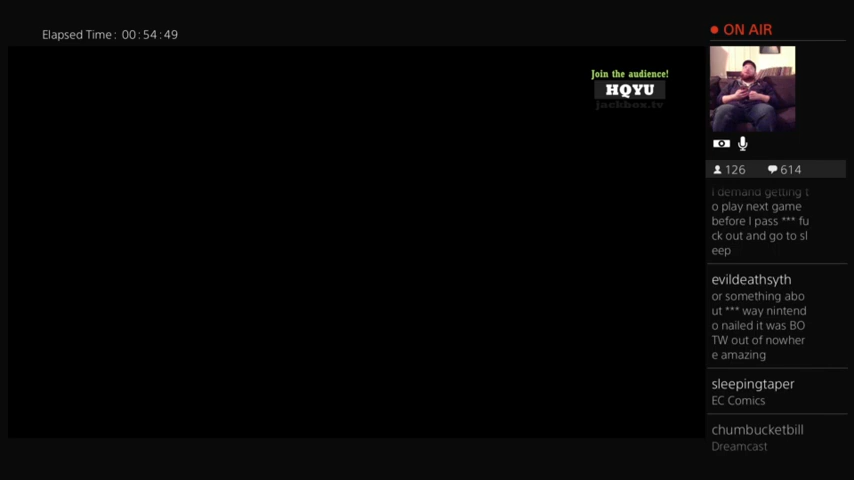 Elapsed Time: 00:54:49
ON AIR
Join the audience!
HQYU
jackbox.tv
126 614
I demand getting t
o play next game
before I pass *** fu
ck out and go to sl
eep
evildeathsyth
or something abo
ut *** way nintend
o nailed it was BO
TW out of nowher
e amazing
sleepingtaper
EC Comics
chumbucketbill
Dreamcast